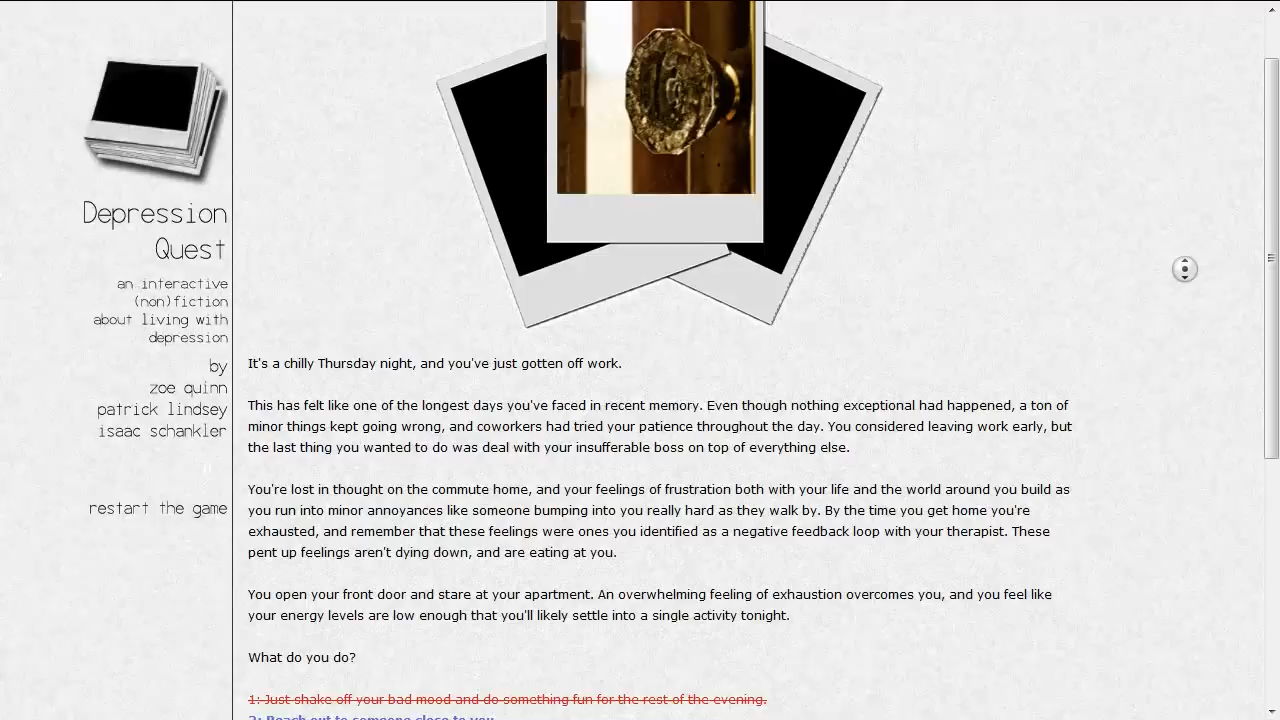 Depression
Quest
an interactive
(non)fiction
about living with
depression
by
zoe quinn
patrick lindsey
isaac schankler
restart the game
It's a chilly Thursday night, and you've just gotten off work.
This has felt like one of the longest days you've faced in recent memory. Even though nothing exceptional had happened, a ton of
minor things kept going wrong, and coworkers had tried your patience throughout the day. You considered leaving work early, but
the last thing you wanted to do was deal with your insufferable boss on top of everything else.
You're lost in thought on the commute home, and your feelings of frustration both with your life and the world around you build as
you run into minor annoyances like someone bumping into you really hard as they walk by. By the time you get home you're
exhausted, and remember that these feelings were ones you identified as a negative feedback loop with your therapist. These
pent up feelings aren't dying down, and are eating at you.
You open your front door and stare at your apartment. An overwhelming feeling of exhaustion overcomes you, and you feel like
your energy levels are low enough that you'll likely settle into a single activity tonight.
What do you do?
1: Just shake off your bad mood and do something fun for the rest of the evening.
2: Reach out to someone close to you